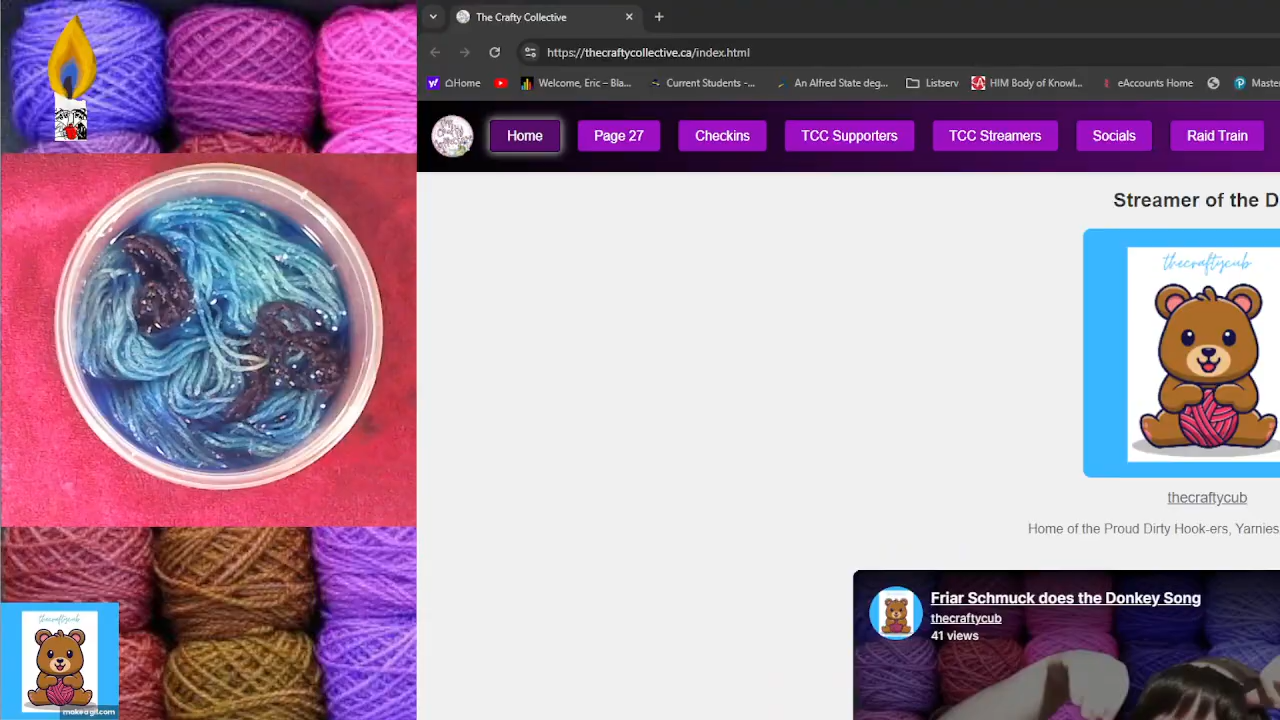 The Crafty Collective
https://thecraftycollective.ca/index.html
Home
Welcome, Eric – Bla...
Current Students -...
An Alfred State deg...
Listserv
HIM Body of Knowl...
eAccounts Home
Maste
Home
Page 27
Checkins
TCC Supporters
TCC Streamers
Socials
Raid Train
Streamer of the D
thecraftycub
thecraftycub
Home of the Proud Dirty Hook-ers, Yarnies
Friar Schmuck does the Donkey Song
thecraftycub
41 views
thecraftycub
makeagif.com